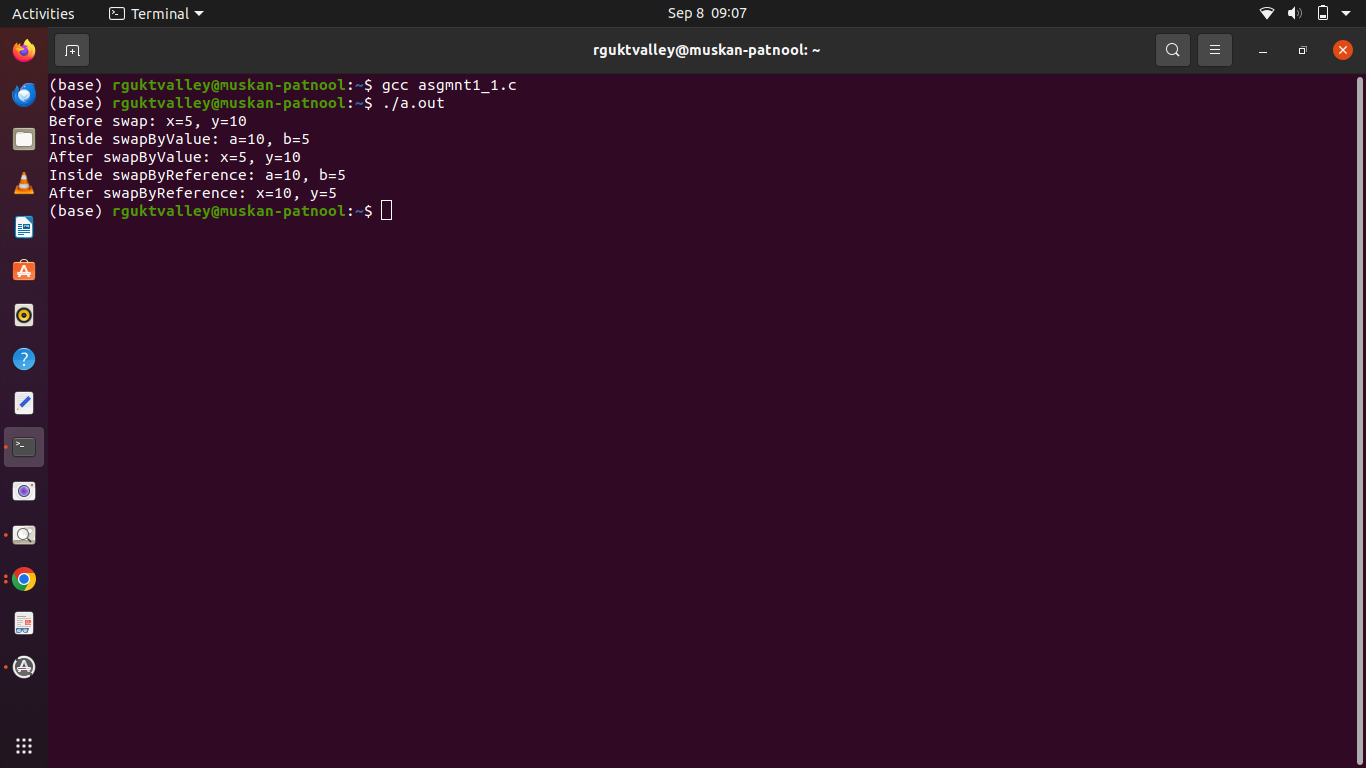 Activities Terminal Sep 8 09:07
rguktvalley@muskan-patnool: ~
(base) rguktvalley@muskan-patnool:~$ gcc asgmnt1_1.c
(base) rguktvalley@muskan-patnool:~$ ./a.out
Before swap: x=5, y=10
Inside swapByValue: a=10, b=5
After swapByValue: x=5, y=10
Inside swapByReference: a=10, b=5
After swapByReference: x=10, y=5
(base) rguktvalley@muskan-patnool:~$